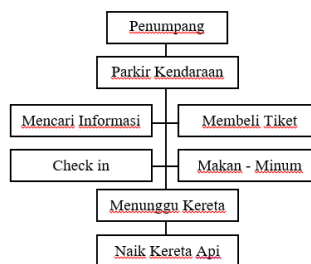 Penumpang
Parkir Kendaraan
Mencari Informasi
Membeli Tiket
Check in
Makan - Minum
Menunggu Kereta
Naik Kereta Api